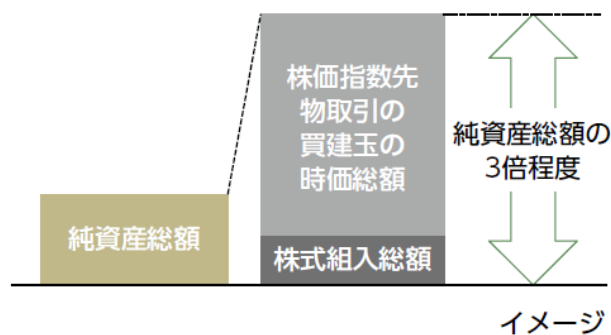 株価指数先
物取引の
買建玉の
時価総額
純資産総額の
3倍程度
純資産総額
株式組入総額
イメージ